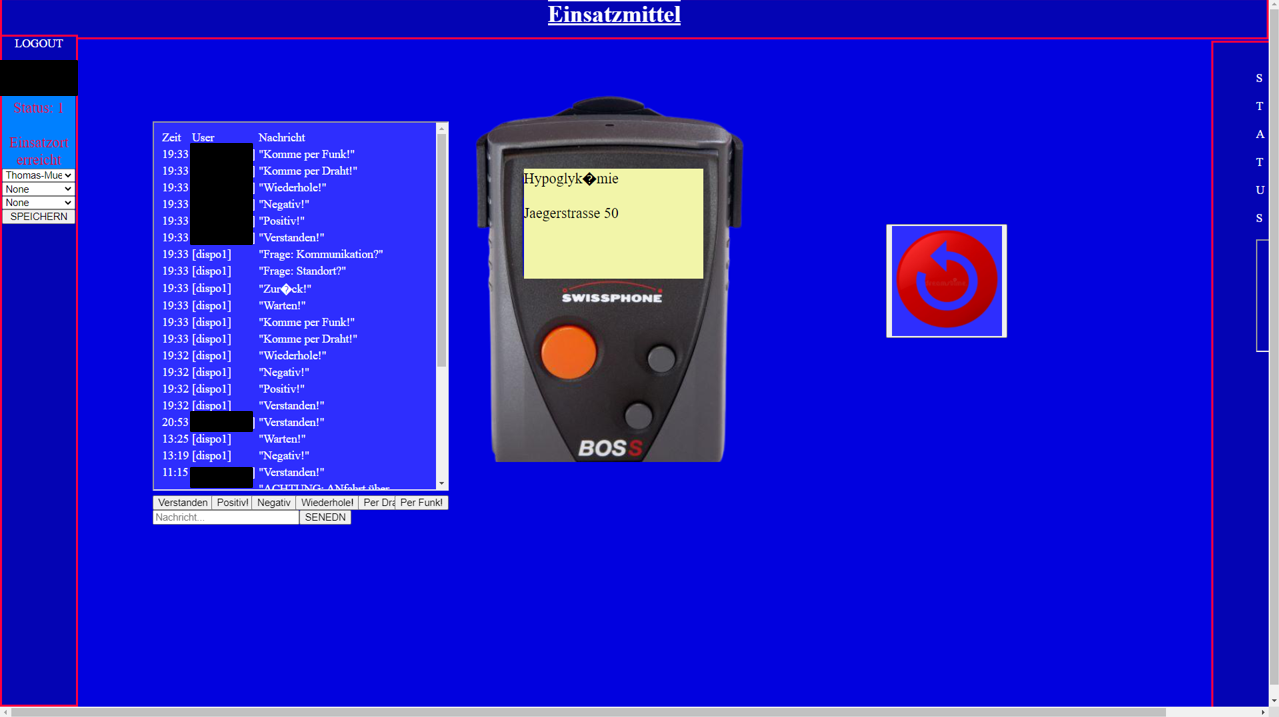 Einsatzmittel
LOGOUT
Status: 1
Einsatzort
erreicht
Thomas-Mue
None
None
SPEICHERN
Zeit User Nachricht
19:33 ] "Komme per Funk!"
19:33 ] "Komme per Draht!"
19:33 ] "Wiederhole!"
19:33 ] "Negativ!"
19:33 ] "Positiv!"
19:33 ] "Verstanden!"
19:33 [dispo1] "Frage: Kommunikation?"
19:33 [dispo1] "Frage: Standort?"
19:33 [dispo1] "Zur�ck!"
19:33 [dispo1] "Warten!"
19:33 [dispo1] "Komme per Funk!"
19:33 [dispo1] "Komme per Draht!"
19:32 [dispo1] "Wiederhole!"
19:32 [dispo1] "Negativ!"
19:32 [dispo1] "Positiv!"
19:32 [dispo1] "Verstanden!"
20:53 ] "Verstanden!"
13:25 [dispo1] "Warten!"
13:19 [dispo1] "Negativ!"
11:15 ] "Verstanden!"
"ACHTUNG: ANfahrt über
Verstanden Positiv! Negativ Wiederhole! Per Dra Per Funk!
Nachricht... SENEDN
Hypoglyk�mie
Jaegerstrasse 50
SWISSPHONE
BOSS
S
T
A
T
U
S